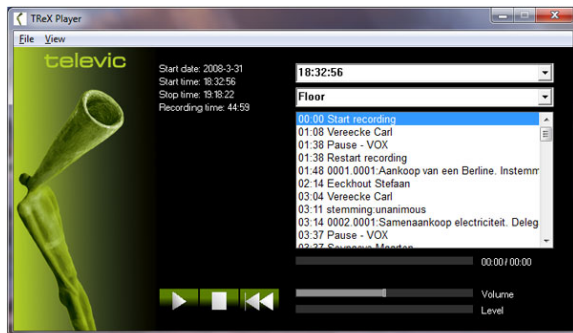 TReX Player
File View
televic
Start date: 2008-3-31
Start time: 18:32:56
Stop time: 19:18:22
Recording time: 44:59
18:32:56
Floor
00:00 Start recording
01:08 Vereecke Carl
01:38 Pause - VOX
01:38 Restart recording
01:48 0001.0001:Aankoop van een Berline. Instemm
02:14 Eeckhout Stefaan
03:04 Vereecke Carl
03:11 stemming:unanimous
03:14 0002.0001:Samenaankoop electriciteit. Deleg
03:37 Pause - VOX
03:37
00:00 / 00:00
Volume
Level